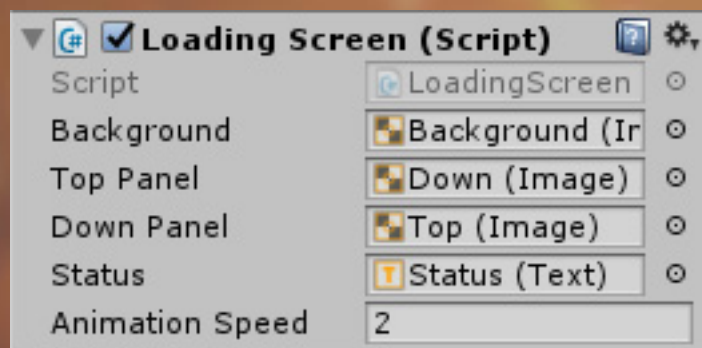 Loading Screen (Script)
Script LoadingScreen
Background Background (Ir
Top Panel Down (Image)
Down Panel Top (Image)
Status T Status (Text)
Animation Speed 2